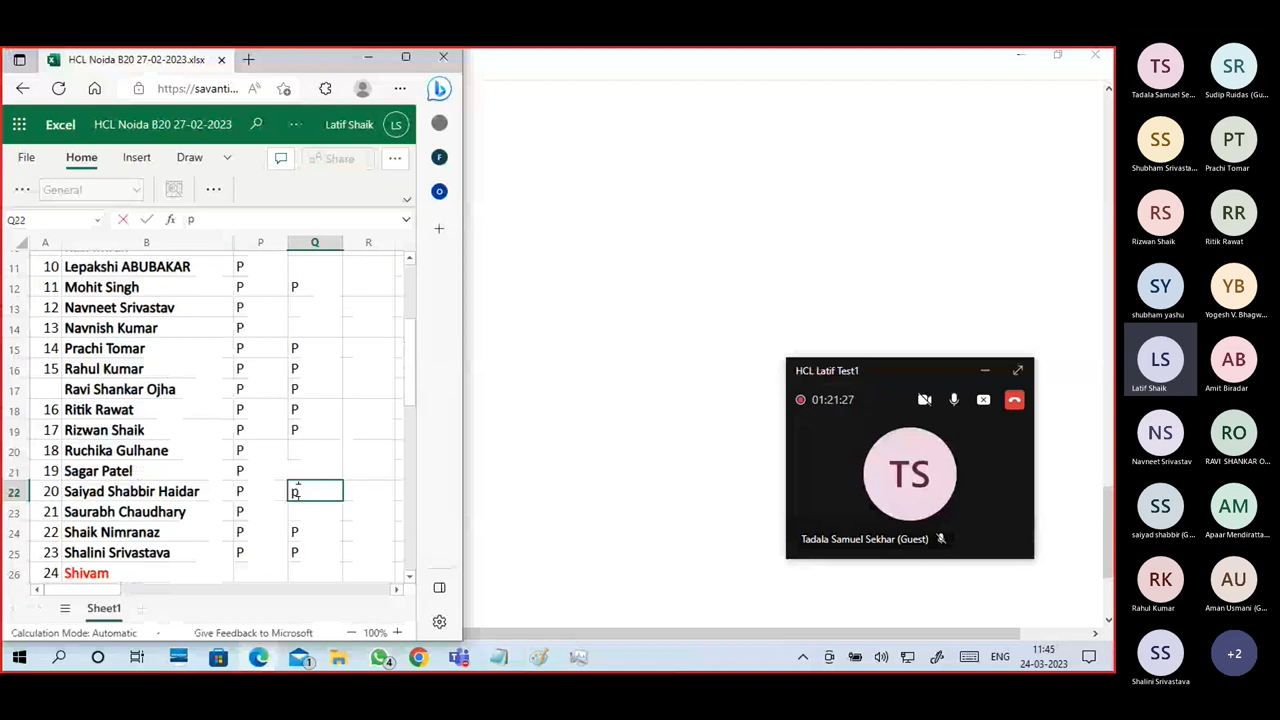 HCL Noida B20 27-02-2023.xlsx
https://savanti...
Excel HCL Noida B20 27-02-2023 Latif Shaik LS
File Home Insert Draw Share
General
Q22 fx p
A B P Q R
11 10 Lepakshi ABUBAKAR P
12 11 Mohit Singh P P
13 12 Navneet Srivastav P
14 13 Navnish Kumar P
15 14 Prachi Tomar P P
16 15 Rahul Kumar P P
17 Ravi Shankar Ojha P P
18 16 Ritik Rawat P P
19 17 Rizwan Shaik P P
20 18 Ruchika Gulhane P
21 19 Sagar Patel P
22 20 Saiyad Shabbir Haidar P p
23 21 Saurabh Chaudhary P
24 22 Shaik Nimranaz P P
25 23 Shalini Srivastava P P
26 24 Shivam
Sheet1
Calculation Mode: Automatic Give Feedback to Microsoft 100%
HCL Latif Test1
01:21:27
TS
Tadala Samuel Sekhar (Guest)
1
4
ENG
11:45
24-03-2023
TS SR
Tadala Samuel Se... Sudip Ruidas (Gu...
SS PT
Shubham Srivasta... Prachi Tomar
RS RR
Rizwan Shaik Ritik Rawat
SY YB
shubham yashu Yogesh V. Bhagw...
LS AB
Latif Shaik Amit Biradar
NS RO
Navneet Srivastav RAVI SHANKAR O...
SS AM
saiyad shabbir (G... Apaar Mendiratta...
RK AU
Rahul Kumar Aman Usmani (G...
SS +2
Shalini Srivastava